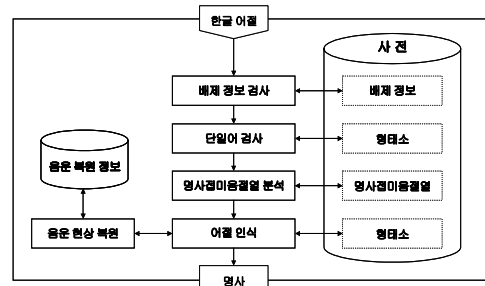 한글 어절
사 전
배제 정보 검사
배제 정보
단일어 검사
형태소
음운 복원 정보
명사접미음절열 분석
명사접미음절열
음운 현상 복원
어절 인식
형태소
명사